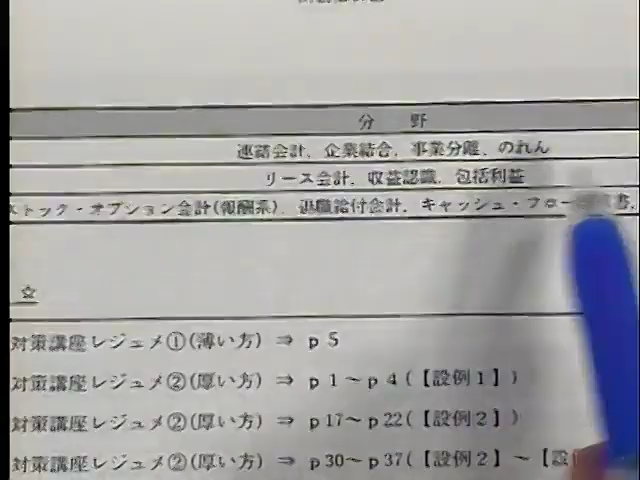 分 野
連結会計，企業結合，事業分離，のれん
リース会計，収益認識，包括利益
ストック・オプション会計(報酬系)，退職給付会計，キャッシュ・フロー 書，
☆
対策講座レジュメ①(薄い方) ⇒ p 5
対策講座レジュメ②(厚い方) ⇒ p 1～p 4(【設例1】)
対策講座レジュメ②(厚い方) ⇒ p17～p22(【設例2】)
対策講座レジュメ②(厚い方) ⇒ p30～p37(【設例2】～【設